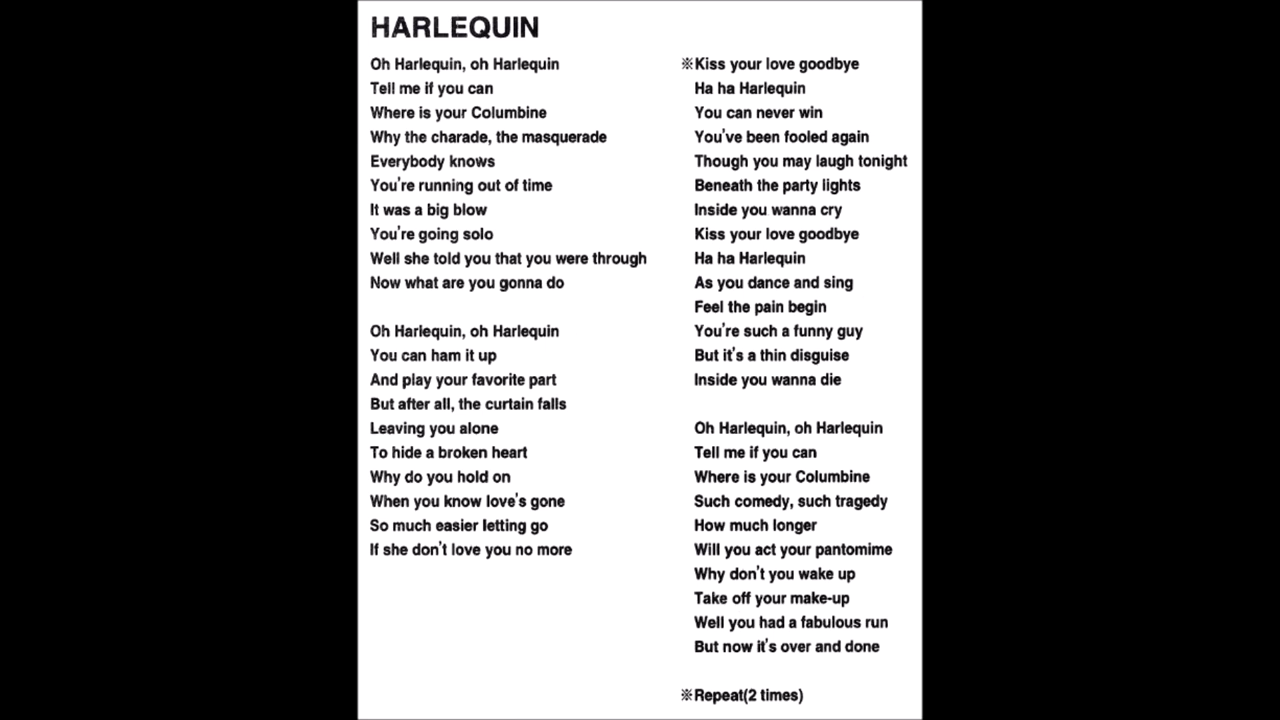 HARLEQUIN
Oh Harlequin, oh Harlequin
Tell me if you can
Where is your Columbine
Why the charade, the masquerade
Everybody knows
You're running out of time
It was a big blow
You're going solo
Well she told you that you were through
Now what are you gonna do
Oh Harlequin, oh Harlequin
You can ham it up
And play your favorite part
But after all, the curtain falls
Leaving you alone
To hide a broken heart
Why do you hold on
When you know love's gone
So much easier letting go
If she don't love you no more
※Kiss your love goodbye
Ha ha Harlequin
You can never win
You've been fooled again
Though you may laugh tonight
Beneath the party lights
Inside you wanna cry
Kiss your love goodbye
Ha ha Harlequin
As you dance and sing
Feel the pain begin
You're such a funny guy
But it's a thin disguise
Inside you wanna die
Oh Harlequin, oh Harlequin
Tell me if you can
Where is your Columbine
Such comedy, such tragedy
How much longer
Will you act your pantomime
Why don't you wake up
Take off your make-up
Well you had a fabulous run
But now it's over and done
※Repeat(2 times)